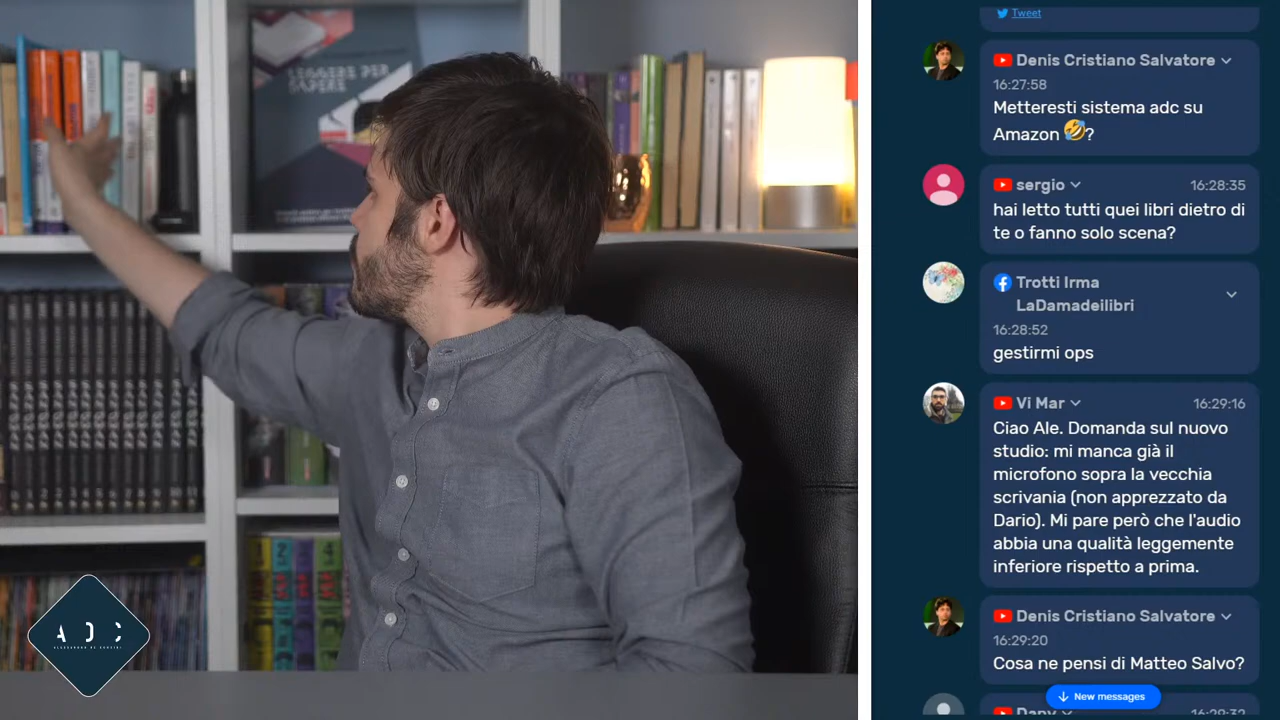 LEGGERE PER
SAPERE
ADC
Tweet
Denis Cristiano Salvatore
16:27:58
Metteresti sistema adc su
Amazon 🤣?
sergio
16:28:35
hai letto tutti quei libri dietro di
te o fanno solo scena?
Trotti Irma
LaDamadeilibri
16:28:52
gestirmi ops
Vi Mar
16:29:16
Ciao Ale. Domanda sul nuovo
studio: mi manca già il
microfono sopra la vecchia
scrivania (non apprezzato da
Dario). Mi pare però che l'audio
abbia una qualità leggermente
inferiore rispetto a prima.
Denis Cristiano Salvatore
16:29:20
Cosa ne pensi di Matteo Salvo?
New messages